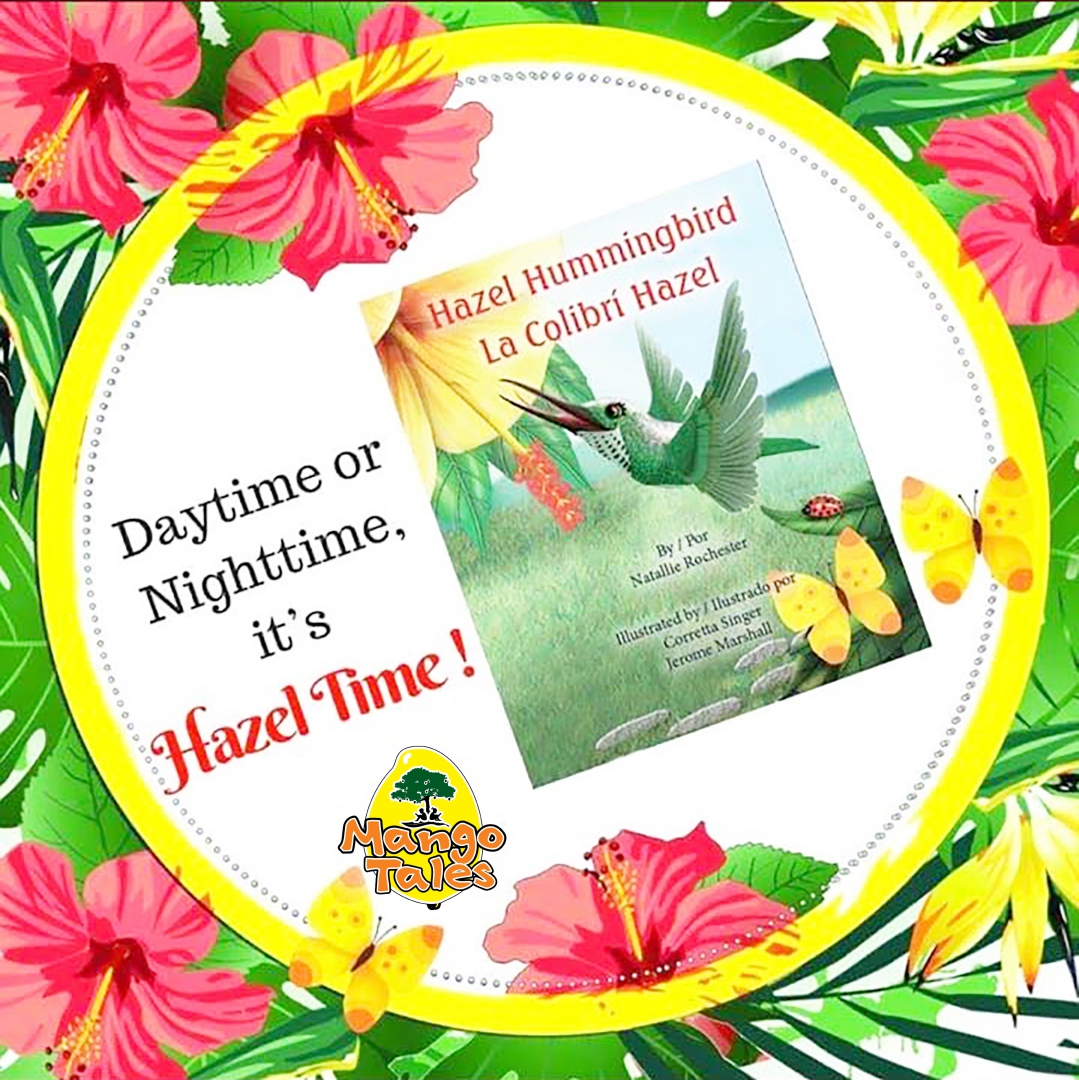 Hazel Hummingbird
La Colibrí Hazel
By / Por
Natallie Rochester
Illustrated by / Ilustrado por
Corretta Singer
Jerome Marshall
Daytime or
Nighttime,
it's
Hazel Time !
Mango
Tales